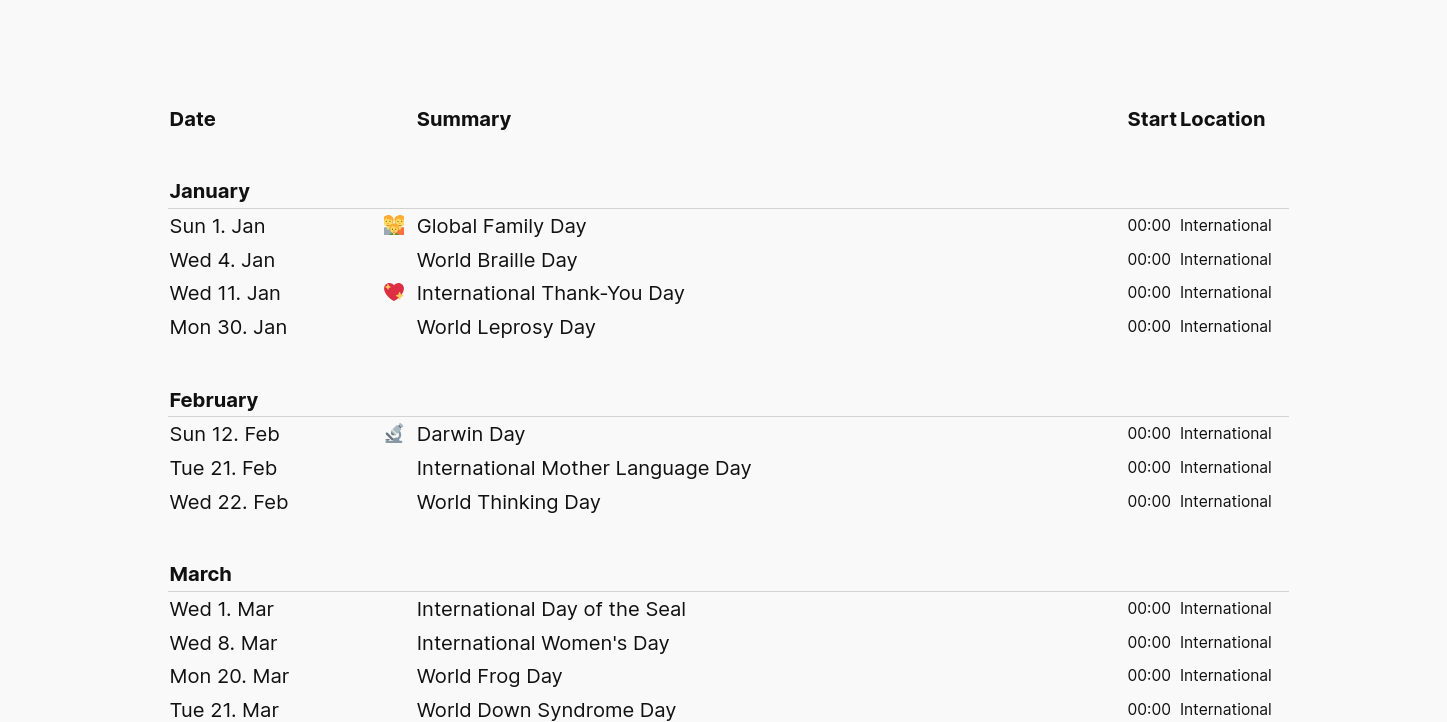 Date Summary Start Location
January
Sun 1. Jan Global Family Day 00:00 International
Wed 4. Jan World Braille Day 00:00 International
Wed 11. Jan International Thank-You Day 00:00 International
Mon 30. Jan World Leprosy Day 00:00 International
February
Sun 12. Feb Darwin Day 00:00 International
Tue 21. Feb International Mother Language Day 00:00 International
Wed 22. Feb World Thinking Day 00:00 International
March
Wed 1. Mar International Day of the Seal 00:00 International
Wed 8. Mar International Women's Day 00:00 International
Mon 20. Mar World Frog Day 00:00 International
Tue 21. Mar World Down Syndrome Day 00:00 International